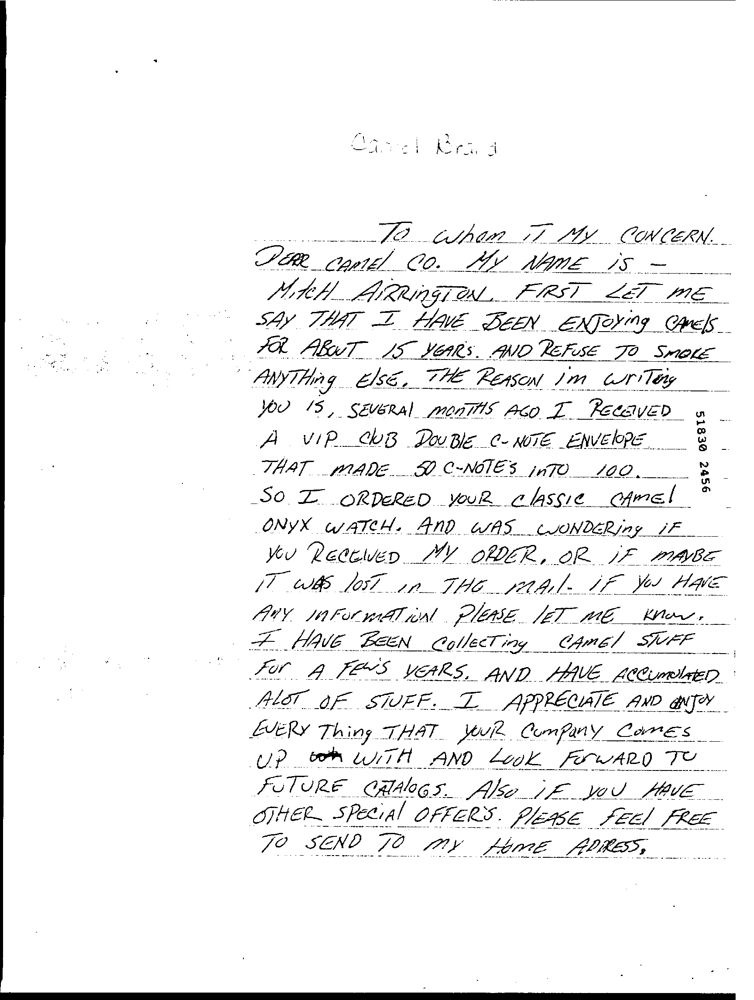 Camel Brand
To whom iT MY CONCERN.
DEAR CAMEl CO. MY NAME iS -
MitCH AiRRingTON. FIRST LET ME
SAY THAT I HAVE BEEN ENJOYing CAMElS
FOR ABOUT 15 YEAR'S. AND REFUSE TO SMOKE
ANYTHing ElSE. THE REASON i'm wriTing
YOU IS, SEVERAl monTHS AGO I RECEIVED
A VIP CLUB DOUBlE C-NOTE ENVElOPE
THAT MADE 50 C-NOTE'S inTO 100.
SO I ORDERED YOUR ClASSIC CAMEl
ONYX WATCH. AND WAS WONDERing iF
YOU RECEIVED MY ORDER, OR iF MAYBE
iT WAS lOST in THE MAil. iF YOU HAVE
ANY inFORMATiON PlEASE lET ME KNOW.
I HAVE BEEN COllECTing CAMEl STUFF
FOR A FEW'S YEARS. AND HAVE ACCUMULATED
ALOT OF STUFF. I APPRECIATE AND ENJOY
EVERY Thing THAT YOUR COMPANY COMES
UP WITH AND LOOK FORWARD TO
FUTURE CATAlOGS. AlSO iF YOU HAVE
OTHER SPECIAl OFFER'S. PlEASE FEEl FREE
TO SEND TO MY HOME ADDRESS.
51830 2456